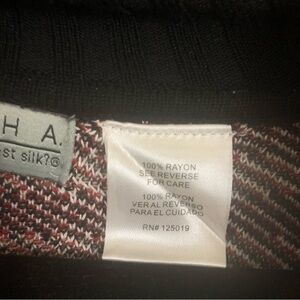 H A.
st silk?®
100% RAYON
SEE REVERSE
FOR CARE
100% RAYON
VER AL REVERSO
PARA EL CUIDADO
RN# 125019